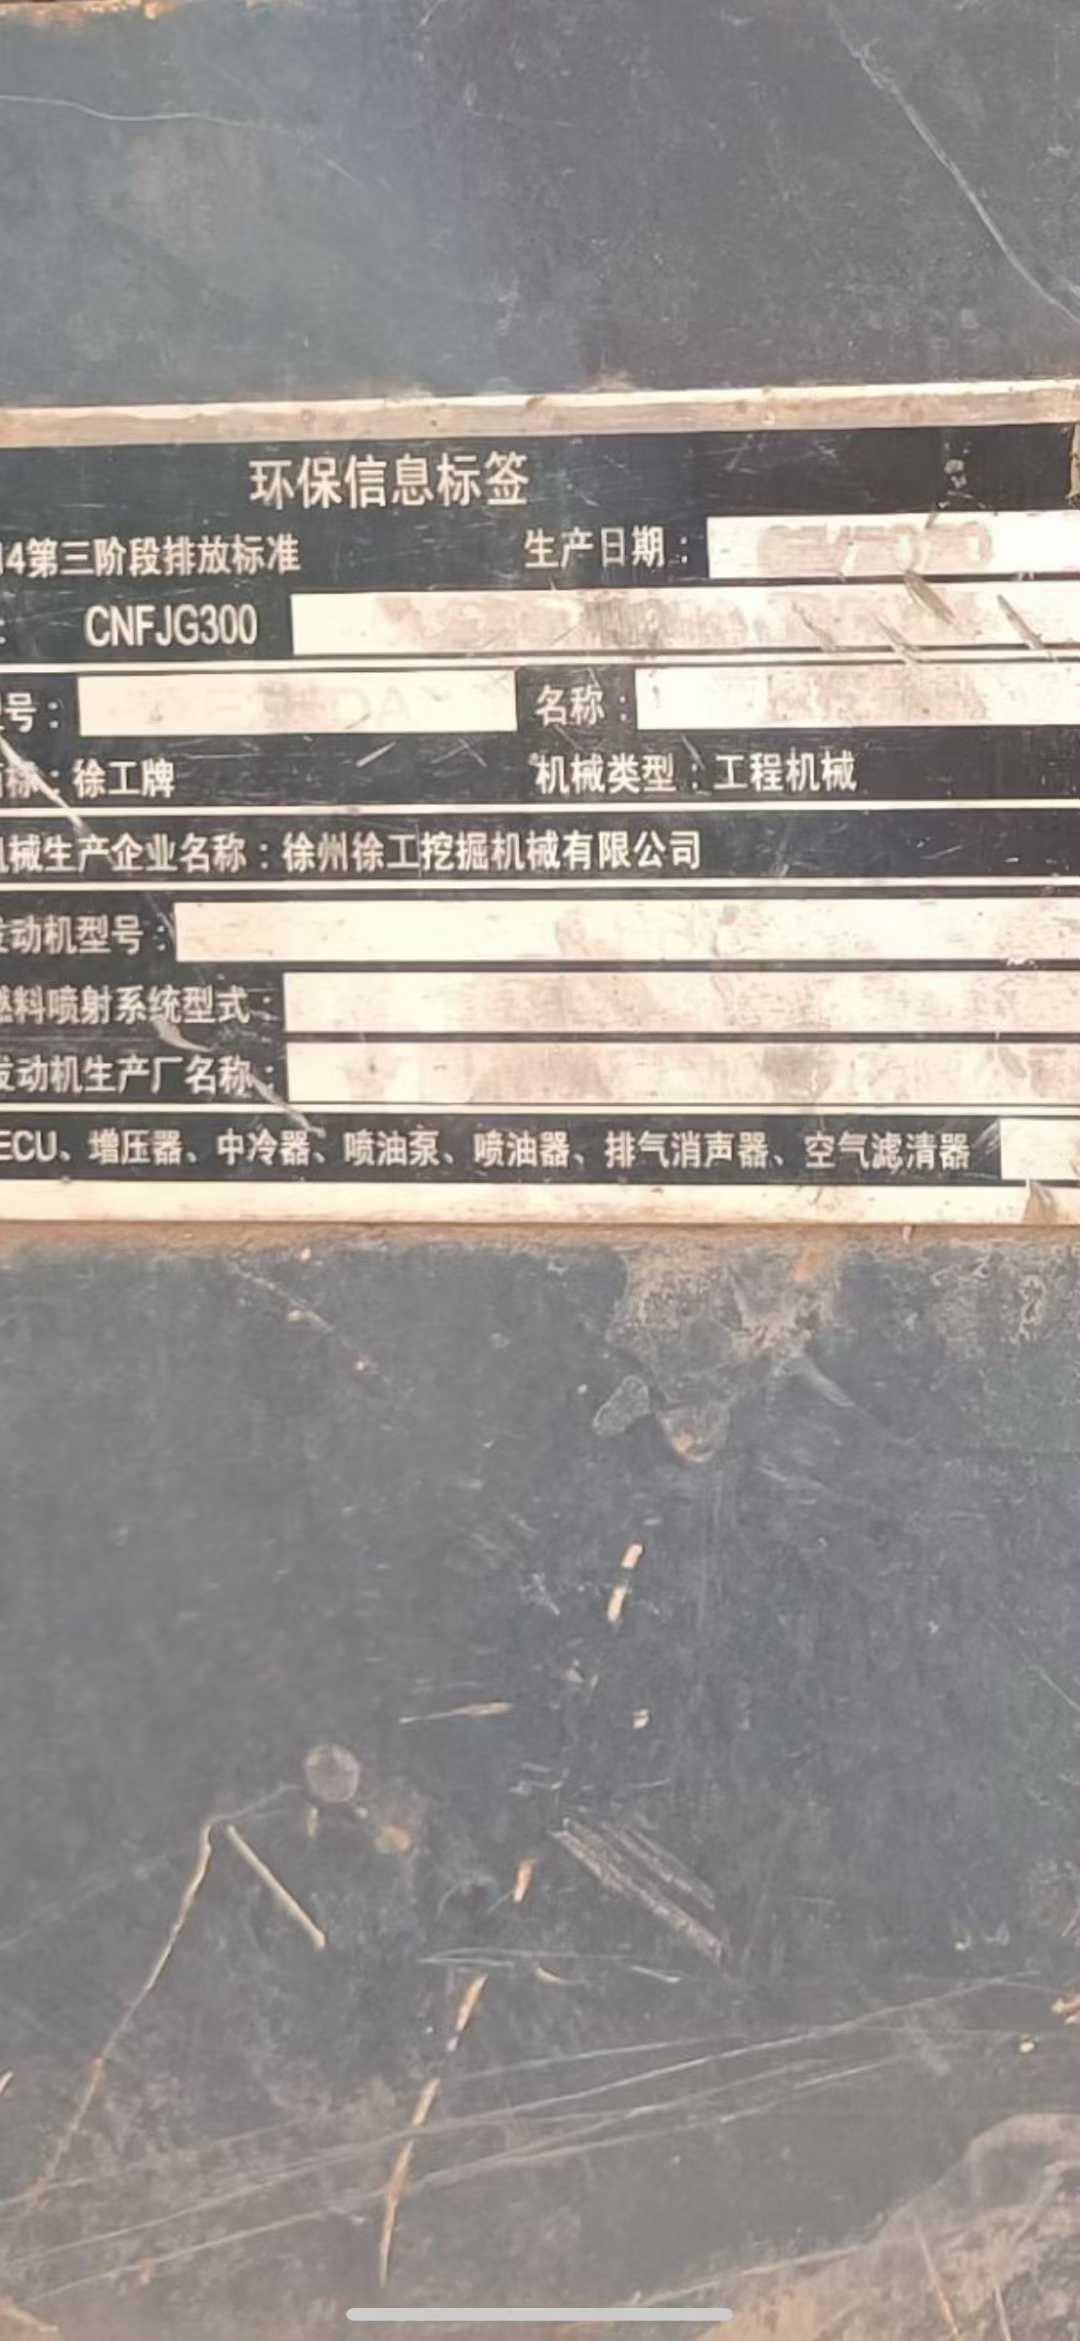 环保信息标签
14第三阶段排放标准 生产日期：
： CNFJG300
号： 名称：
标：徐工牌 机械类型：工程机械
械生产企业名称：徐州徐工挖掘机械有限公司
发动机型号：
燃料喷射系统型式：
发动机生产厂名称：
ECU、增压器、中冷器、喷油泵、喷油器、排气消声器、空气滤清器